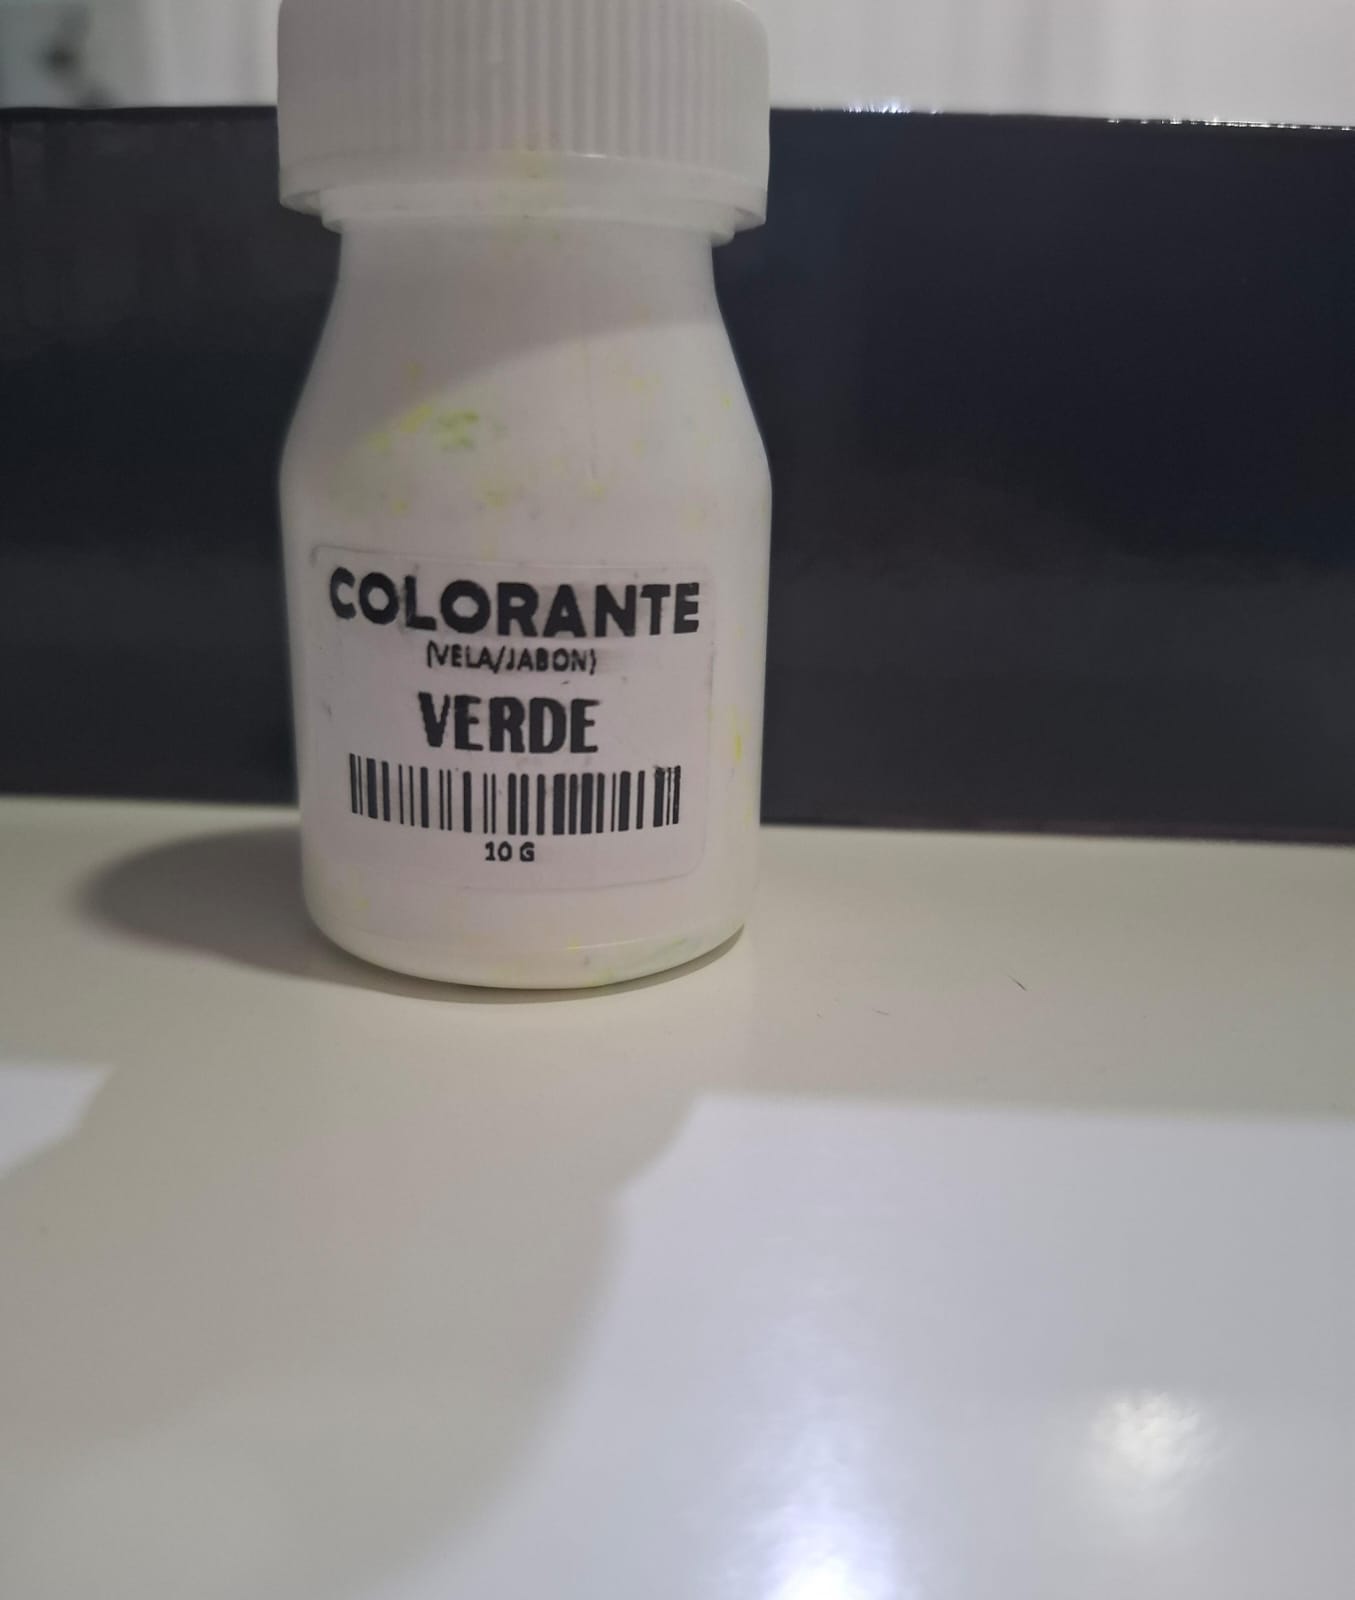 COLORANTE
(VELA/JABON)
VERDE
10 G